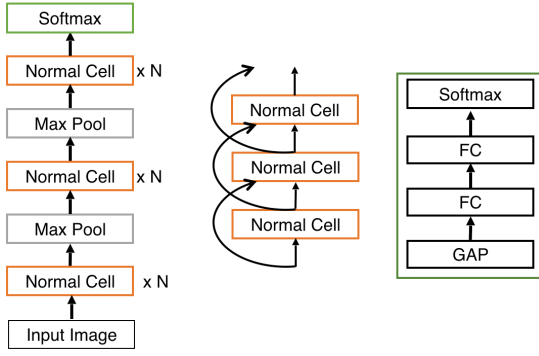 Softmax
Normal Cell x N
Max Pool
Normal Cell x N
Max Pool
Normal Cell x N
Input Image
Normal Cell
Normal Cell
Normal Cell
Softmax
FC
FC
GAP